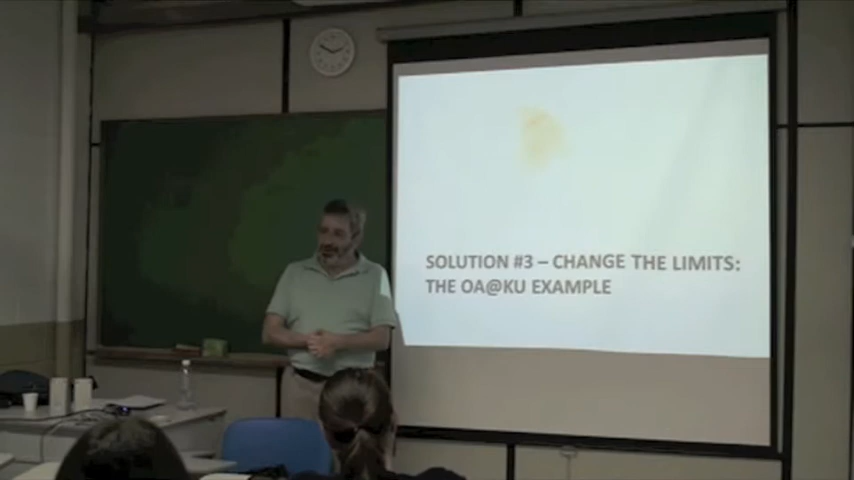 SOLUTION #3 – CHANGE THE LIMITS:
THE OA@KU EXAMPLE